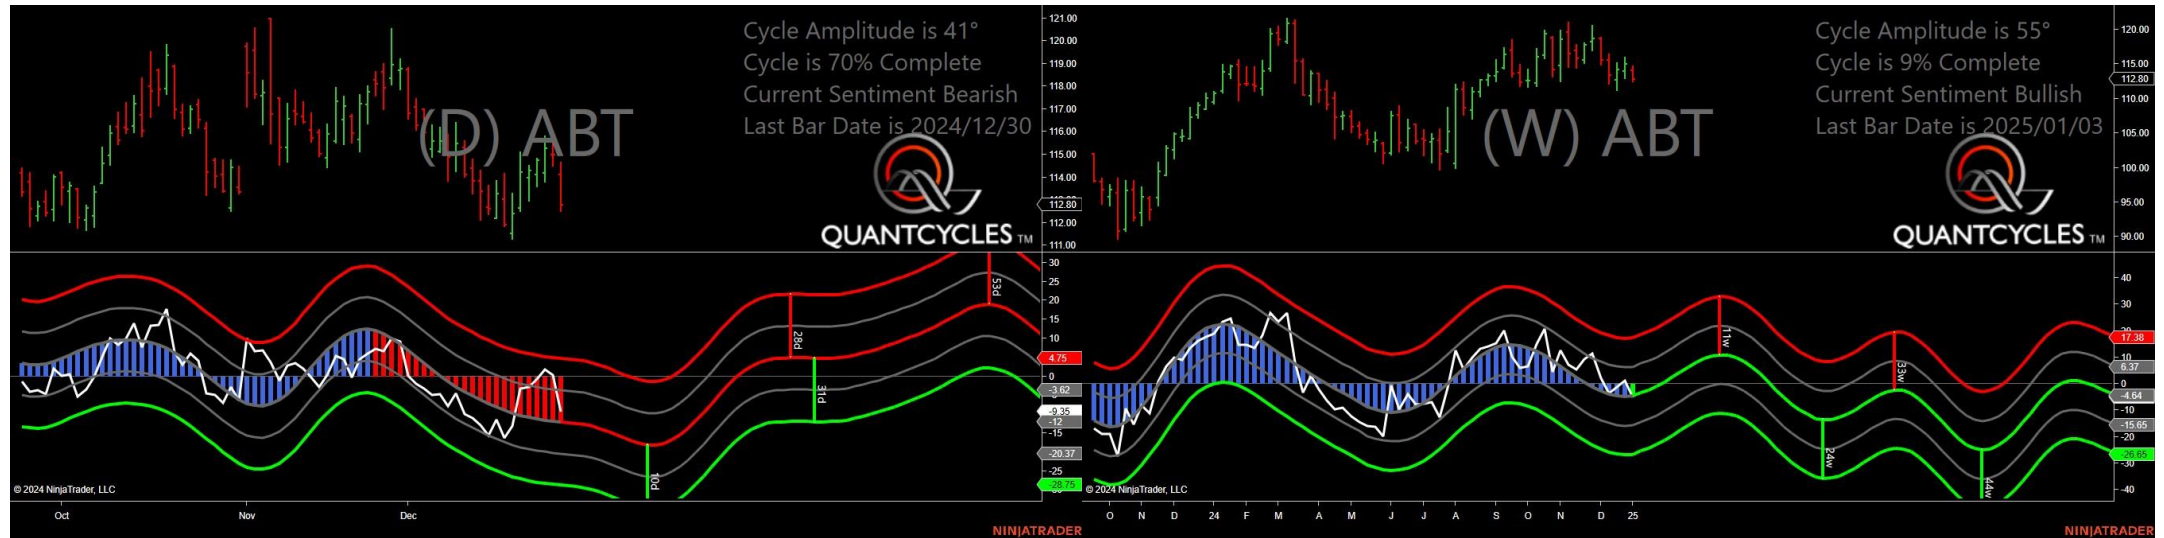 Cycle Amplitude is 41°
Cycle is 70% Complete
Current Sentiment Bearish
Last Bar Date is 2024/12/30
(D) ABT
QUANTCYCLES TM
121.00
120.00
119.00
118.00
117.00
116.00
115.00
114.00
112.80
112.00
111.00
30
25
20
15
10
4.75
0
-3.62
-9.35
-12
-15
-20.37
-25
-28.75
53d
28d
31d
10d
© 2024 NinjaTrader, LLC
Oct Nov Dec
NINJATRADER
Cycle Amplitude is 55°
Cycle is 9% Complete
Current Sentiment Bullish
Last Bar Date is 2025/01/03
(W) ABT
QUANTCYCLES TM
120.00
115.00
112.80
110.00
105.00
100.00
95.00
90.00
40
30
17.38
10
6.37
0
-4.64
-10
-15.65
-20
-26.65
-30
-40
11w
33w
24w
44w
© 2024 NinjaTrader, LLC
O N D 24 F M A M J J A S O N D 25
NINJATRADER